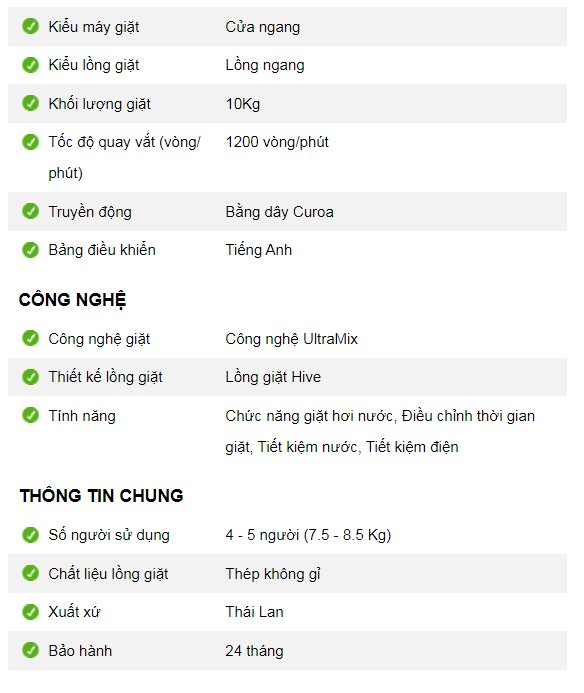 Kiểu máy giặt Cửa ngang
Kiểu lồng giặt Lồng ngang
Khối lượng giặt 10Kg
Tốc độ quay vắt (vòng/ 1200 vòng/phút
phút)
Truyền động Bằng dây Curoa
Bảng điều khiển Tiếng Anh
CÔNG NGHỆ
Công nghệ giặt Công nghệ UltraMix
Thiết kế lồng giặt Lồng giặt Hive
Tính năng Chức năng giặt hơi nước, Điều chỉnh thời gian
giặt, Tiết kiệm nước, Tiết kiệm điện
THÔNG TIN CHUNG
Số người sử dụng 4 - 5 người (7.5 - 8.5 Kg)
Chất liệu lồng giặt Thép không gỉ
Xuất xứ Thái Lan
Bảo hành 24 tháng